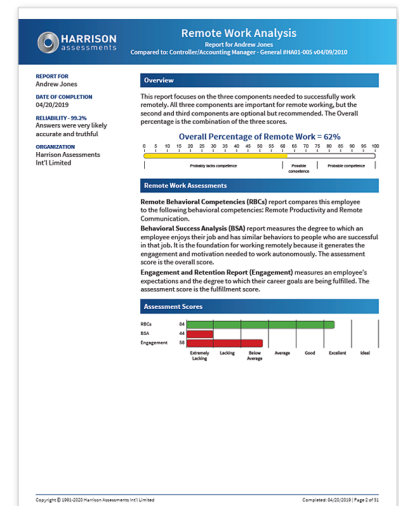 HARRISON
assessments
Remote Work Analysis
Report for Andrew Jones
Compared to: Controller/Accounting Manager - General #HA01-005 v04/09/2010
REPORT FOR
Andrew Jones
DATE OF COMPLETION
04/20/2019
RELIABILITY - 99.2%
Answers were very likely
accurate and truthful
ORGANIZATION
Harrison Assessments
Int'l Limited
Overview
This report focuses on the three components needed to successfully work
remotely. All three components are important for remote working, but the
second and third components are optional but recommended. The Overall
percentage is the combination of the three scores.
Overall Percentage of Remote Work = 62%
0 5 10 15 20 25 30 35 40 45 50 55 60 65 70 75 80 85 90 95 100
Probably lacks competence Possible Probable competence
competence
Remote Work Assessments
Remote Behavioral Competencies (RBCs) report compares this employee
to the following behavioral competencies: Remote Productivity and Remote
Communication.
Behavioral Success Analysis (BSA) report measures the degree to which an
employee enjoys their job and has similar behaviors to people who are successful
in that job. It is the foundation for working remotely because it generates the
engagement and motivation needed to work autonomously. The assessment
score is the overall score.
Engagement and Retention Report (Engagement) measures an employee's
expectations and the degree to which their career goals are being fulfilled. The
assessment score is the fulfillment score.
Assessment Scores
RBCs 84
BSA 44
Engagement 58
Extremely Lacking Below Average Good Excellent Ideal
Lacking Average
Copyright © 1991-2020 Harrison Assessments Int'l Limited Completed: 04/20/2019 | Page 2 of 51